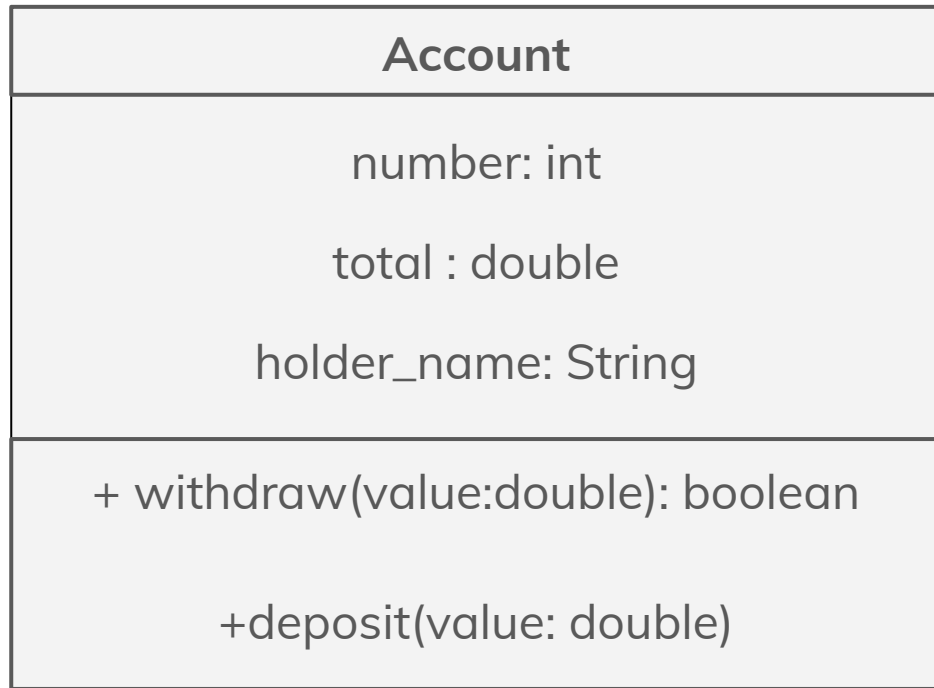 Account
number: int
total : double
holder_name: String
+ withdraw(value:double): boolean
+deposit(value: double)